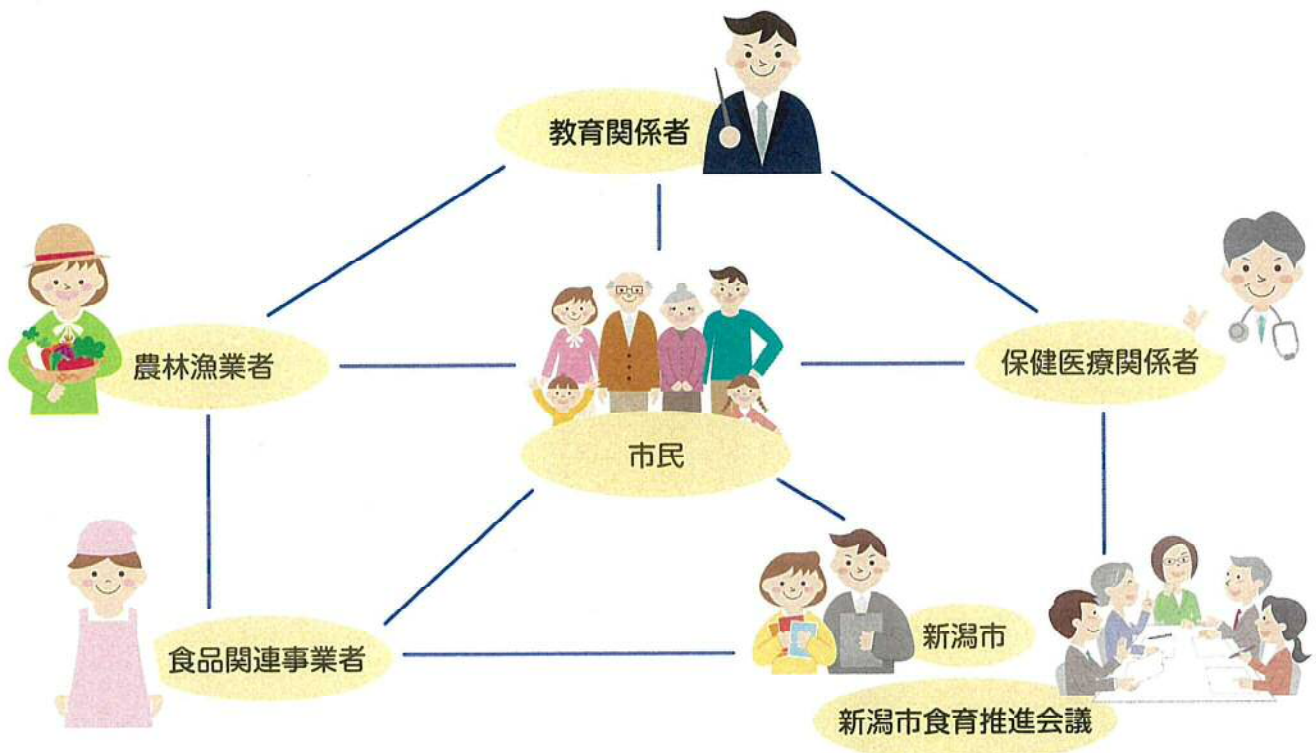 教育関係者
農林漁業者
保健医療関係者
市民
食品関連事業者
新潟市
新潟市食育推進会議